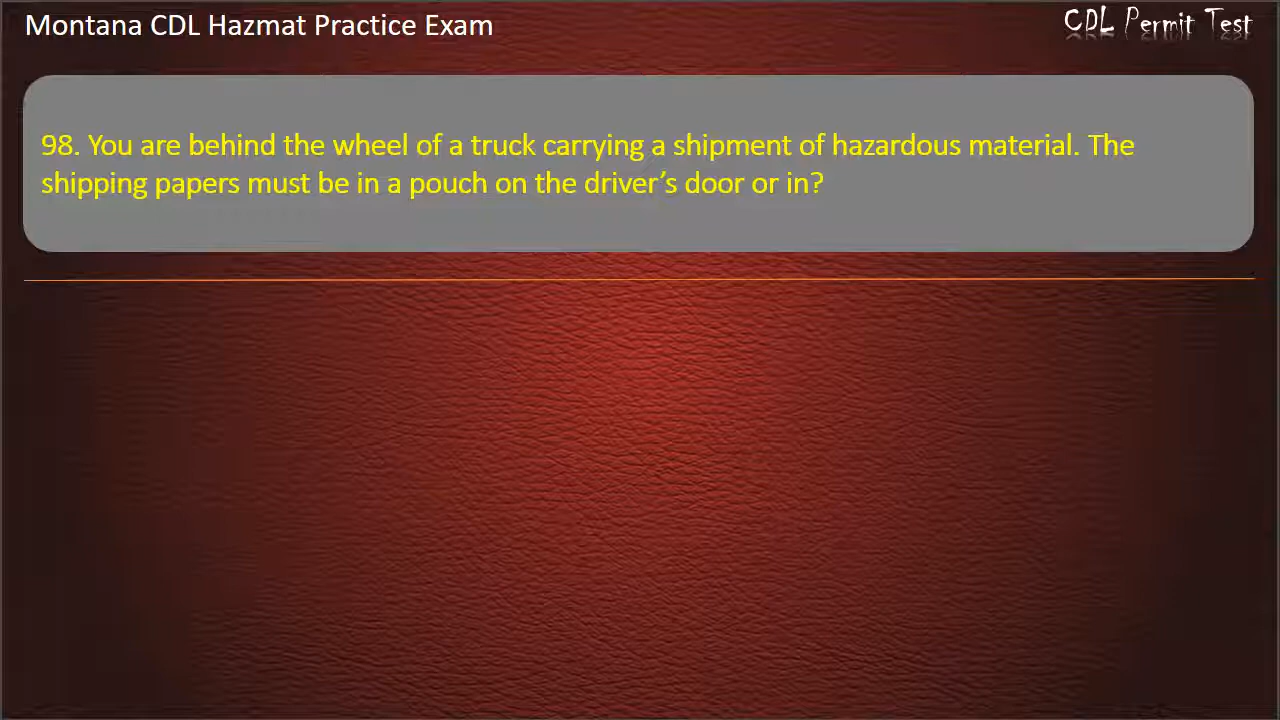 Montana CDL Hazmat Practice Exam
CDL Permit Test
98. You are behind the wheel of a truck carrying a shipment of hazardous material. The
shipping papers must be in a pouch on the driver’s door or in?